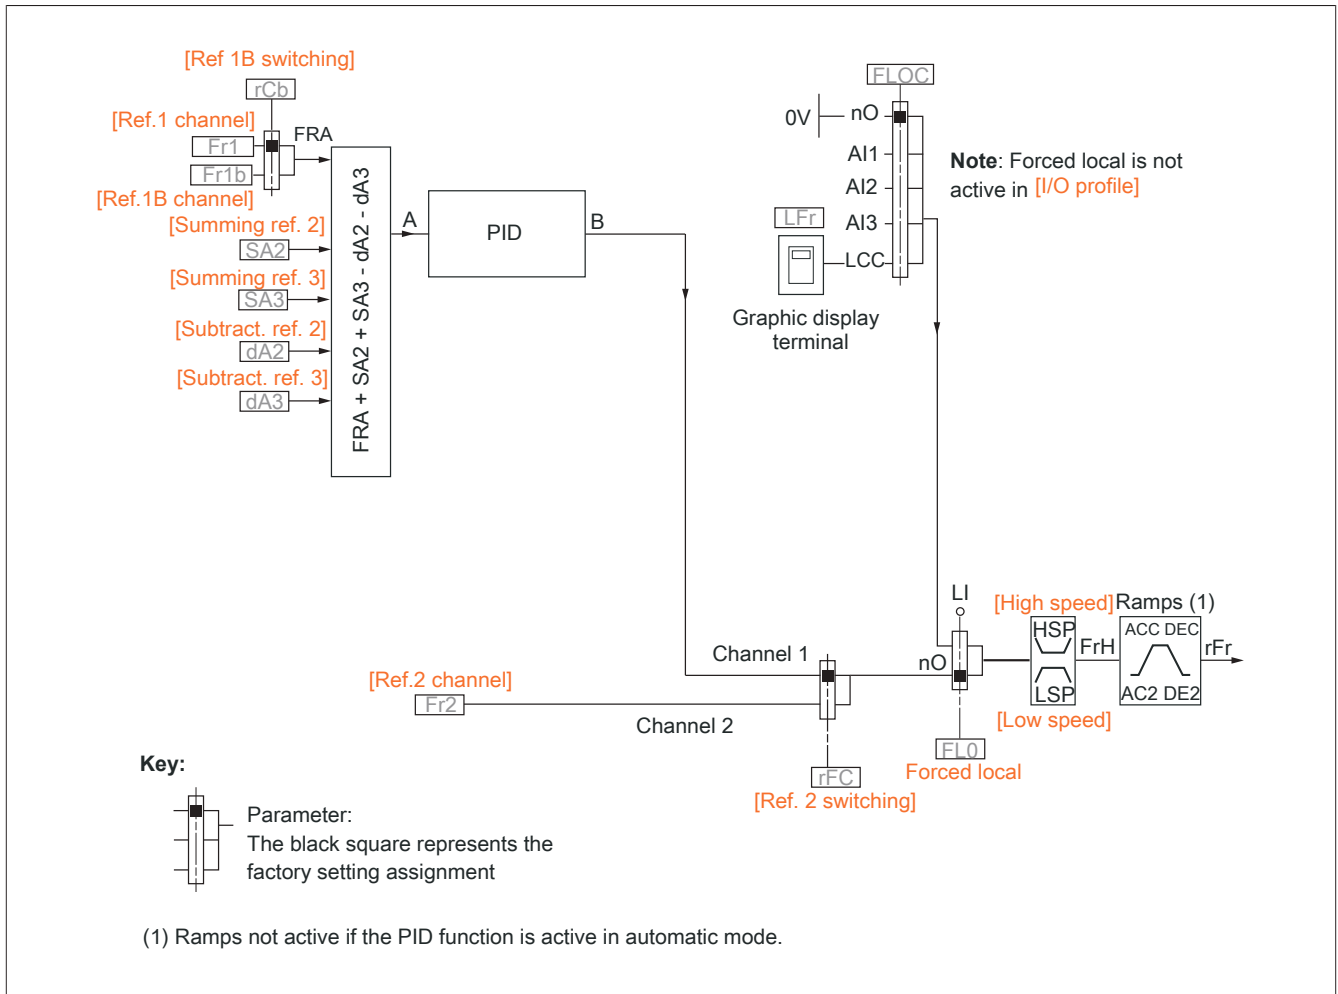 [Ref 1B switching]
rCb
[Ref.1 channel]
Fr1
FRA
Fr1b
[Ref.1B channel]
[Summing ref. 2]
SA2
[Summing ref. 3]
SA3
[Subtract. ref. 2]
dA2
[Subtract. ref. 3]
dA3
FRA + SA2 + SA3 - dA2 - dA3
A
PID
B
FLOC
0V
nO
AI1
AI2
AI3
LCC
LFr
Graphic display
terminal
Note: Forced local is not
active in [I/O profile]
LI
[High speed]
Ramps (1)
HSP
LSP
FrH
ACC DEC
AC2 DE2
rFr
[Low speed]
Channel 1
nO
[Ref.2 channel]
Fr2
Channel 2
FL0
Forced local
rFC
[Ref. 2 switching]
Key:
Parameter:
The black square represents the
factory setting assignment
(1) Ramps not active if the PID function is active in automatic mode.